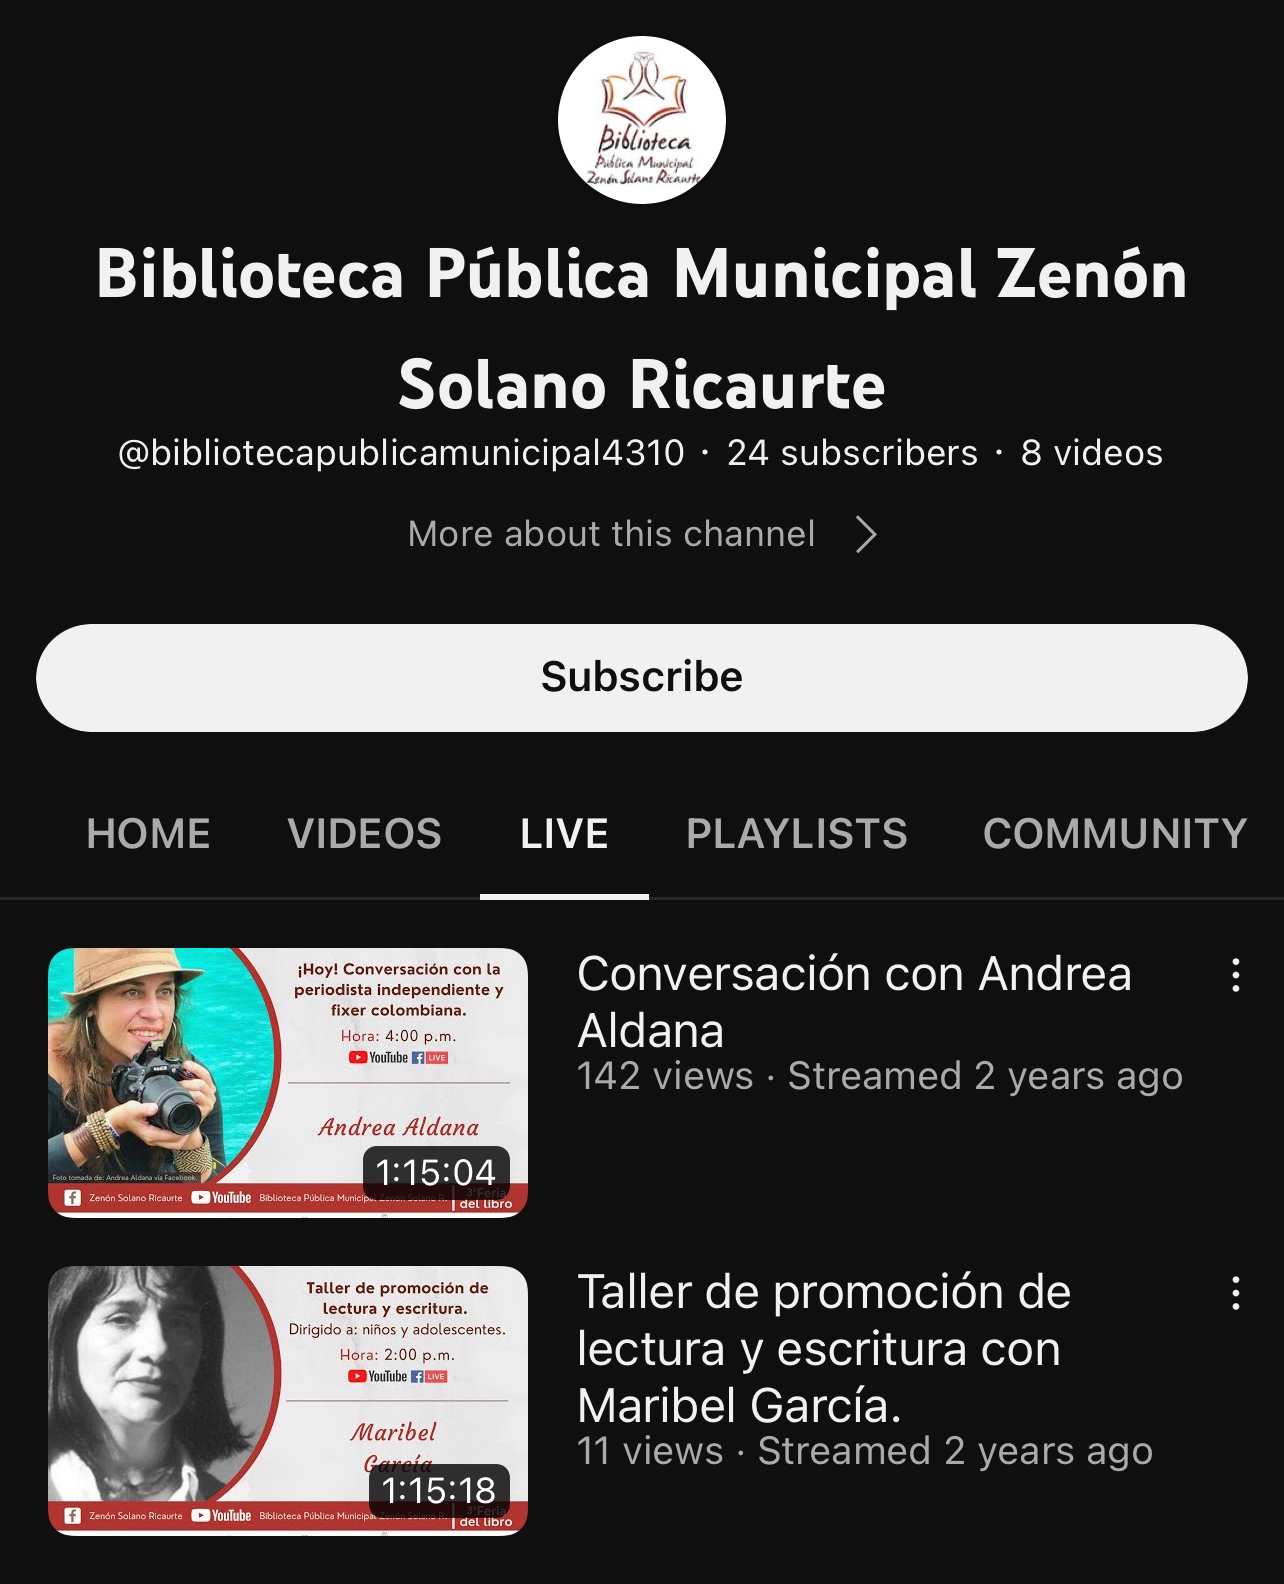 Biblioteca
Pública Municipal
Zenón Solano Ricaurte
Biblioteca Pública Municipal Zenón
Solano Ricaurte
@bibliotecapublicamunicipal4310 · 24 subscribers · 8 videos
More about this channel
Subscribe
HOME VIDEOS LIVE PLAYLISTS COMMUNITY
¡Hoy! Conversación con la
periodista independiente y
fixer colombiana.
Hora: 4:00 p.m.
YouTube LIVE
Andrea Aldana
1:15:04
Foto tomada de: Andrea Aldana vía Facebook.
Zenón Solano Ricaurte YouTube Biblioteca Pública Municipal Zenón Solano R.
3ªFeria
del libro
Conversación con Andrea
Aldana
142 views · Streamed 2 years ago
Taller de promoción de
lectura y escritura.
Dirigido a: niños y adolescentes.
Hora: 2:00 p.m.
YouTube LIVE
Maribel
García
1:15:18
Zenón Solano Ricaurte YouTube Biblioteca Pública Municipal Zenón Solano R.
3ªFeria
del libro
Taller de promoción de
lectura y escritura con
Maribel García.
11 views · Streamed 2 years ago